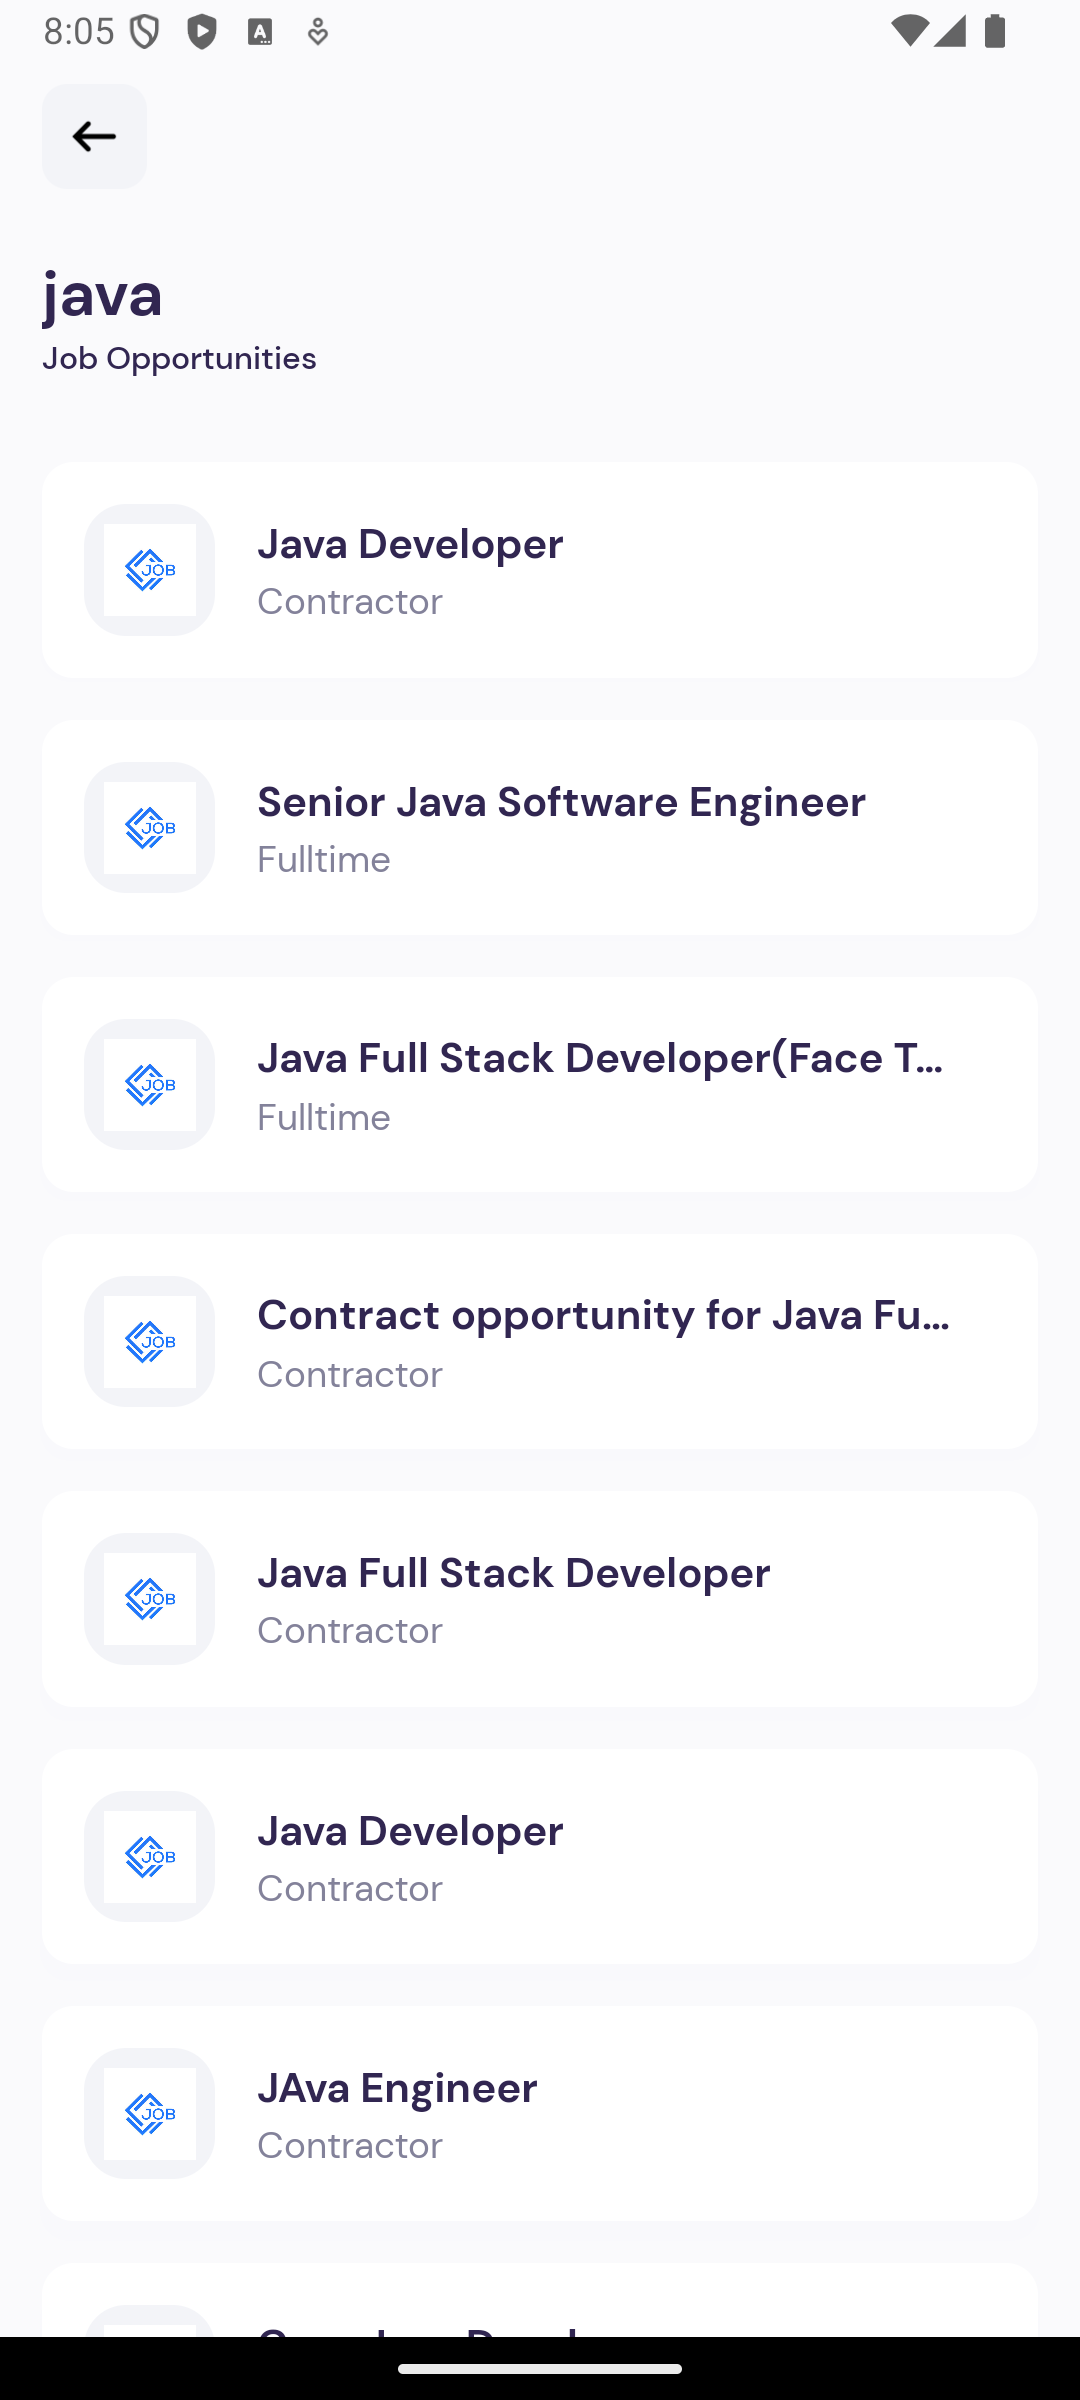 8:05
java
Job Opportunities
JOB
Java Developer
Contractor
JOB
Senior Java Software Engineer
Fulltime
JOB
Java Full Stack Developer(Face T...
Fulltime
JOB
Contract opportunity for Java Fu...
Contractor
JOB
Java Full Stack Developer
Contractor
JOB
Java Developer
Contractor
JOB
JAva Engineer
Contractor